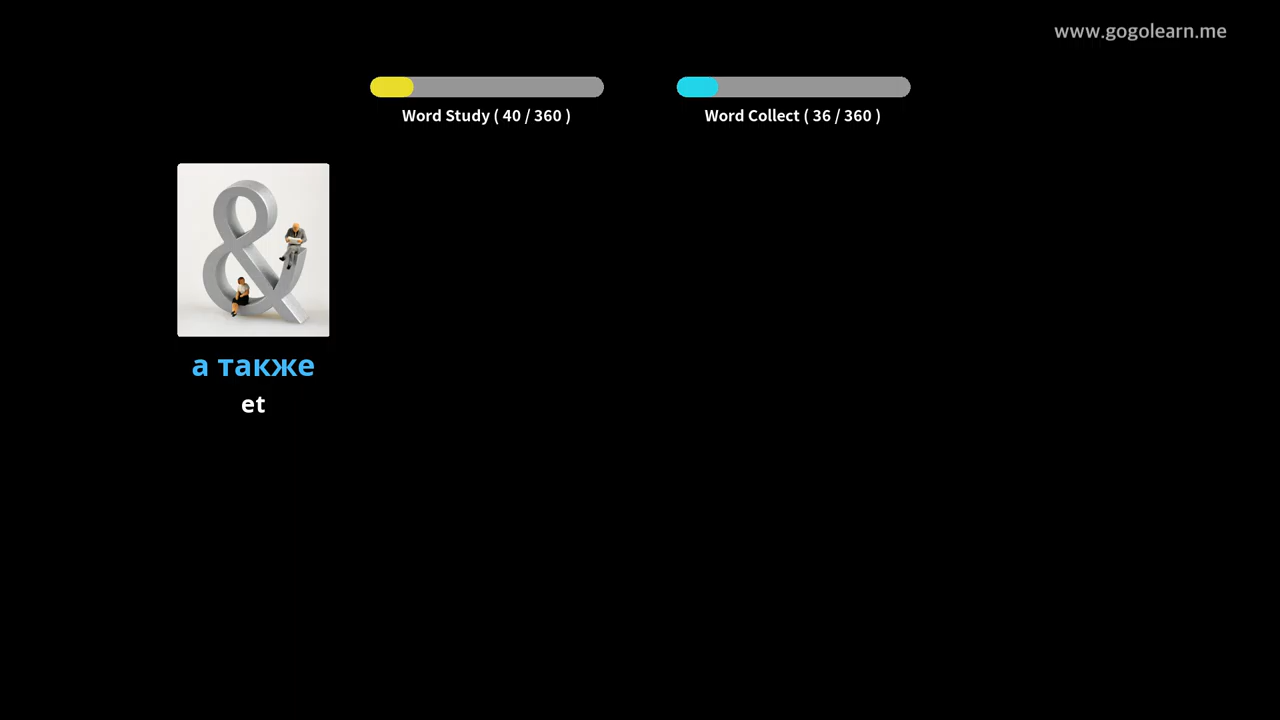 www.gogolearn.me
Word Study ( 40 / 360 )
Word Collect ( 36 / 360 )
&
а также
et